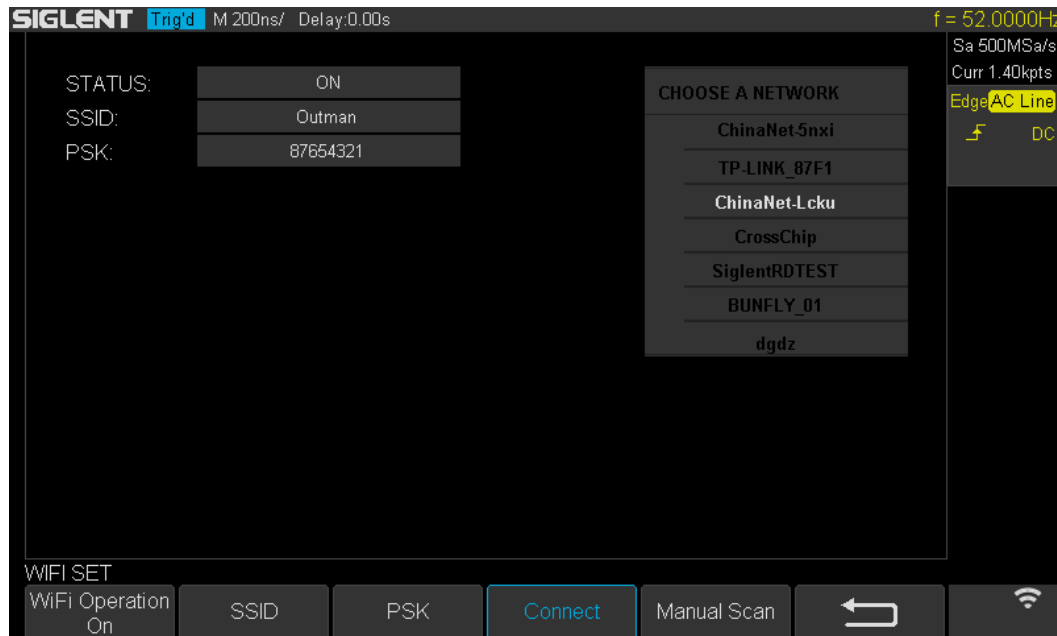 SIGLENT Trig'd M 200ns/ Delay:0.00s f = 52.0000Hz
Sa 500MSa/s
Curr 1.40kpts
Edge AC Line
DC
STATUS: ON
SSID: Outman
PSK: 87654321
CHOOSE A NETWORK
ChinaNet-5nxi
TP-LINK_87F1
ChinaNet-Lcku
CrossChip
SiglentRDTEST
BUNFLY_01
dgdz
WIFI SET
WiFi Operation
On
SSID
PSK
Connect
Manual Scan